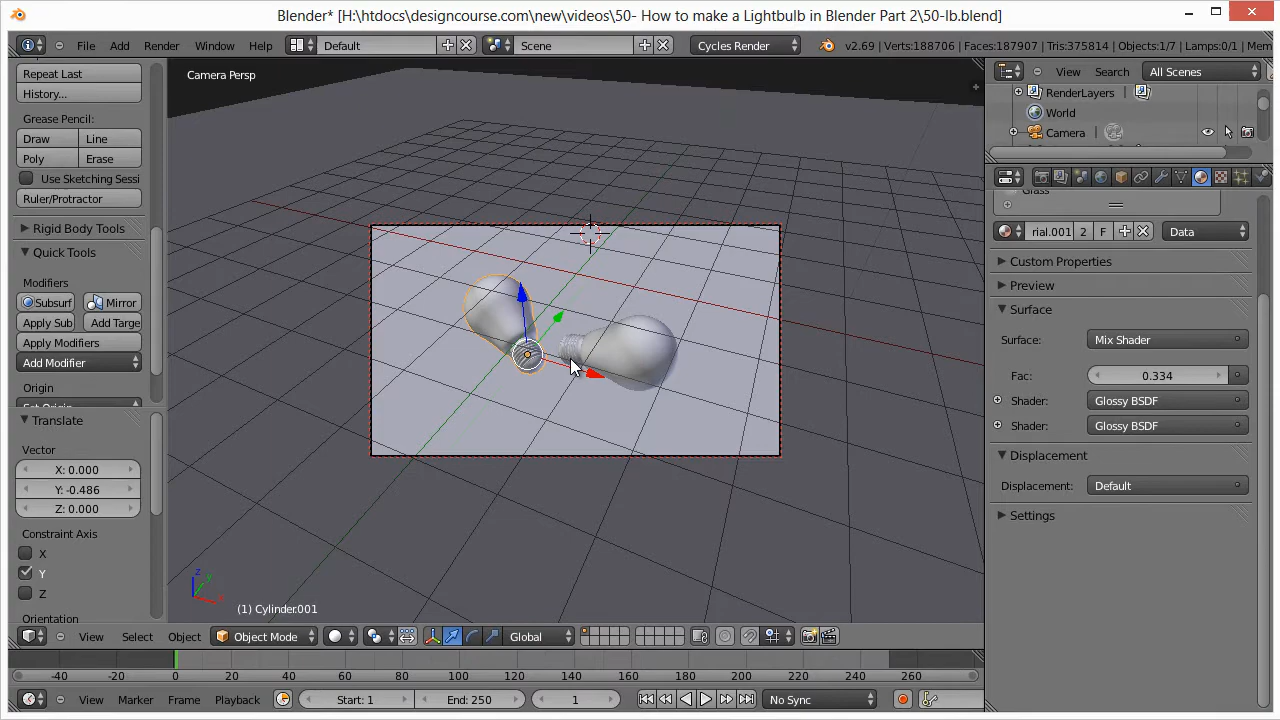 Blender* [H:\htdocs\designcourse.com\new\videos\50- How to make a Lightbulb in Blender Part 2\50-lb.blend]
File Add Render Window Help Default Scene Cycles Render v2.69 | Verts:188706 | Faces:187907 | Tris:375814 | Objects:1/7 | Lamps:0/1 | Mem
Repeat Last
History...
Grease Pencil:
Draw Line
Poly Erase
Use Sketching Sessi
Ruler/Protractor
Rigid Body Tools
Quick Tools
Modifiers
Subsurf Mirror
Apply Sub Add Targe
Apply Modifiers
Add Modifier
Origin
Translate
Vector
X: 0.000
Y: -0.486
Z: 0.000
Constraint Axis
X
Y
Z
Orientation
Camera Persp
(1) Cylinder.001
View Select Object Object Mode Global
View Search All Scenes
RenderLayers
World
Camera
rial.001 2 F Data
Custom Properties
Preview
Surface
Surface: Mix Shader
Fac: 0.334
Shader: Glossy BSDF
Shader: Glossy BSDF
Displacement
Displacement: Default
Settings
-40 -20 0 20 40 60 80 100 120 140 160 180 200 220 240 260
View Marker Frame Playback Start: 1 End: 250 1 No Sync